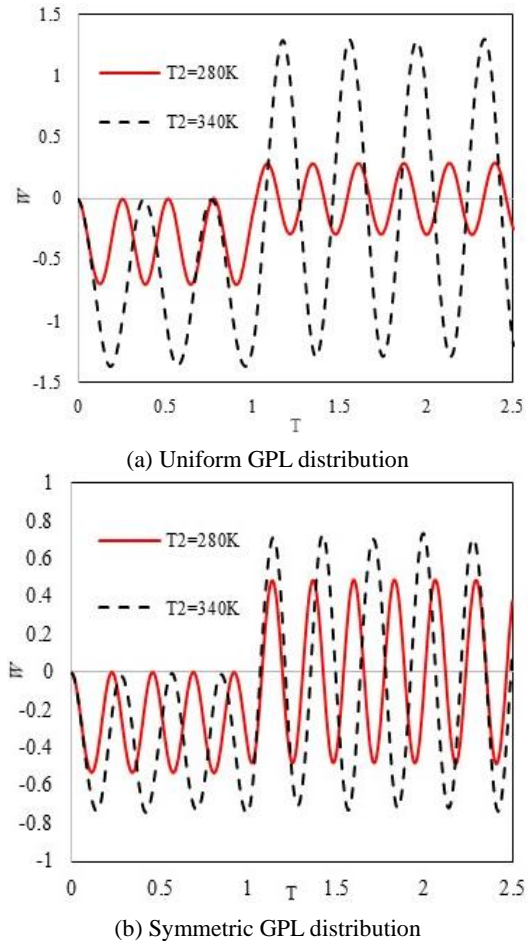 1.5
T2=280K
1
T2=340K
0.5
W
0
-0.5
-1
-1.5
0 0.5 1 1.5 2 2.5
T
(a) Uniform GPL distribution
1
0.8
T2=280K
0.6
0.4
T2=340K
0.2
W
0
-0.2
-0.4
-0.6
-0.8
-1
0 0.5 1 1.5 2 2.5
T
(b) Symmetric GPL distribution